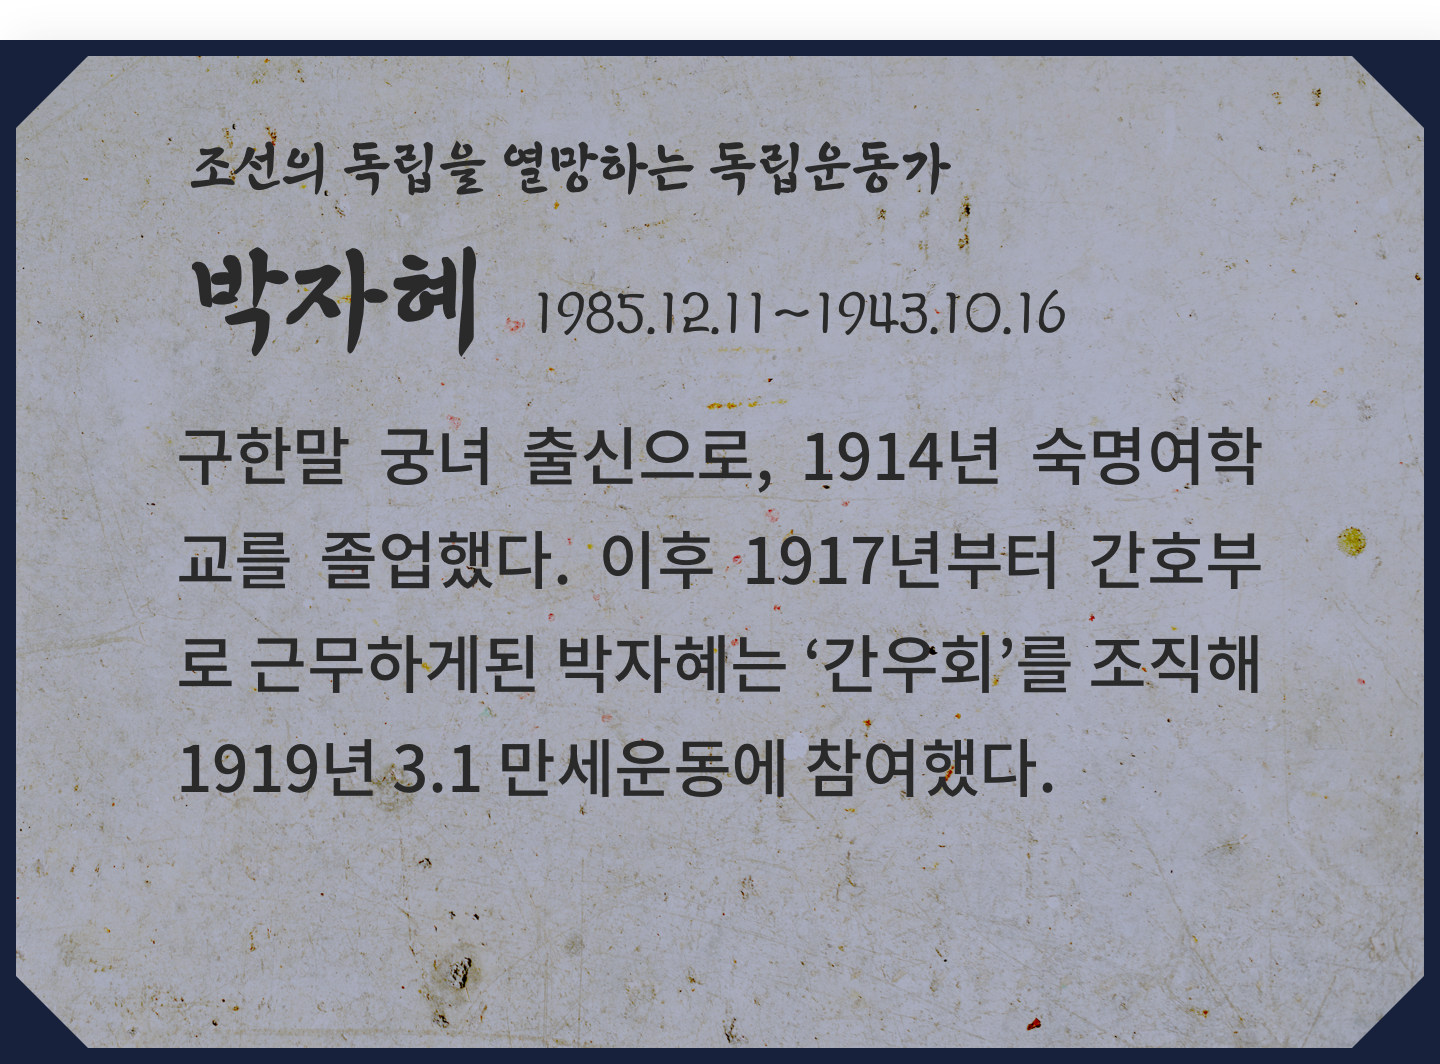 조선의 독립을 열망하는 독립운동가
박자혜 1985.12.11~1943.10.16
구한말 궁녀 출신으로, 1914년 숙명여학
교를 졸업했다. 이후 1917년부터 간호부
로 근무하게된 박자혜는 ‘간우회’를 조직해
1919년 3.1 만세운동에 참여했다.